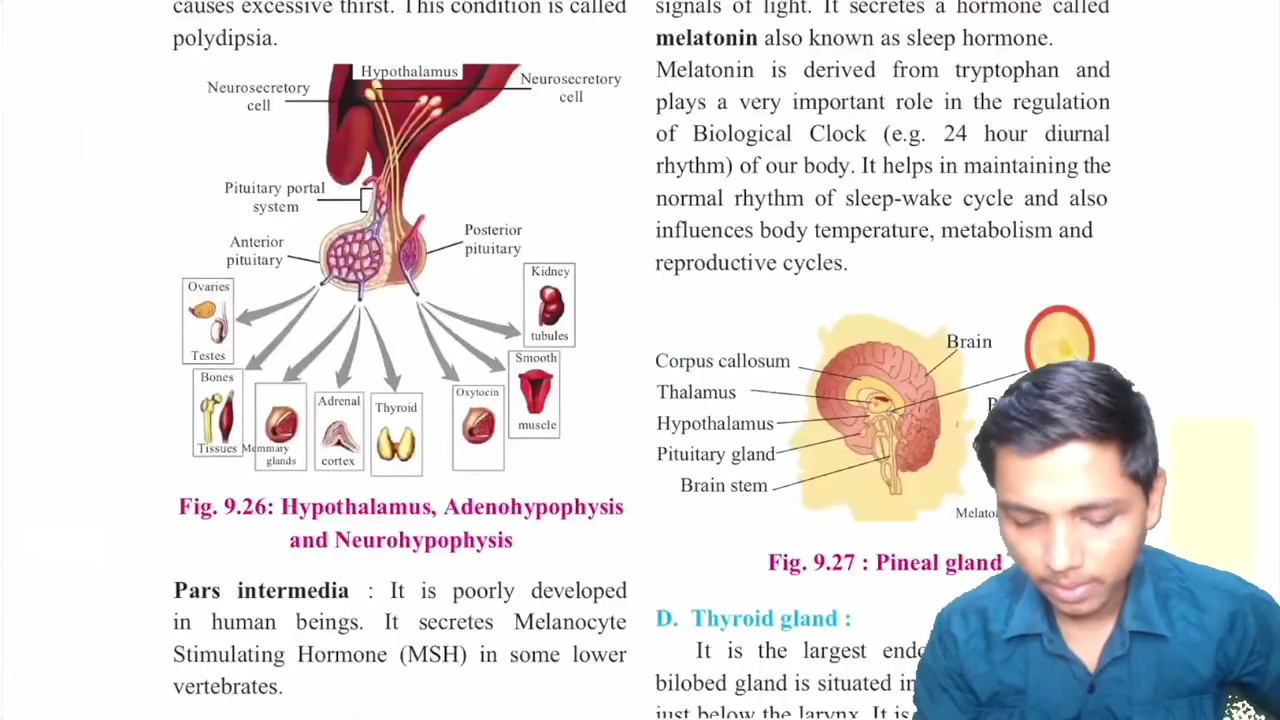 causes excessive thirst. This condition is called
polydipsia.
Hypothalamus
Neurosecretory
cell
Neurosecretory
cell
Pituitary portal
system
Anterior
pituitary
Posterior
pituitary
Ovaries
Testes
Kidney
tubules
Bones
Tissues
Memmary
glands
Adrenal
cortex
Thyroid
Oxytocin
Smooth
muscle
Fig. 9.26: Hypothalamus, Adenohypophysis
and Neurohypophysis
Pars intermedia : It is poorly developed
in human beings. It secretes Melanocyte
Stimulating Hormone (MSH) in some lower
vertebrates.
signals of light. It secretes a hormone called
melatonin also known as sleep hormone.
Melatonin is derived from tryptophan and
plays a very important role in the regulation
of Biological Clock (e.g. 24 hour diurnal
rhythm) of our body. It helps in maintaining the
normal rhythm of sleep-wake cycle and also
influences body temperature, metabolism and
reproductive cycles.
Brain
Corpus callosum
Thalamus
Hypothalamus
Pituitary gland
Brain stem
Fig. 9.27 : Pineal gland
D. Thyroid gland :
It is the largest
bilobed gland is situated in
just below the larynx. It is